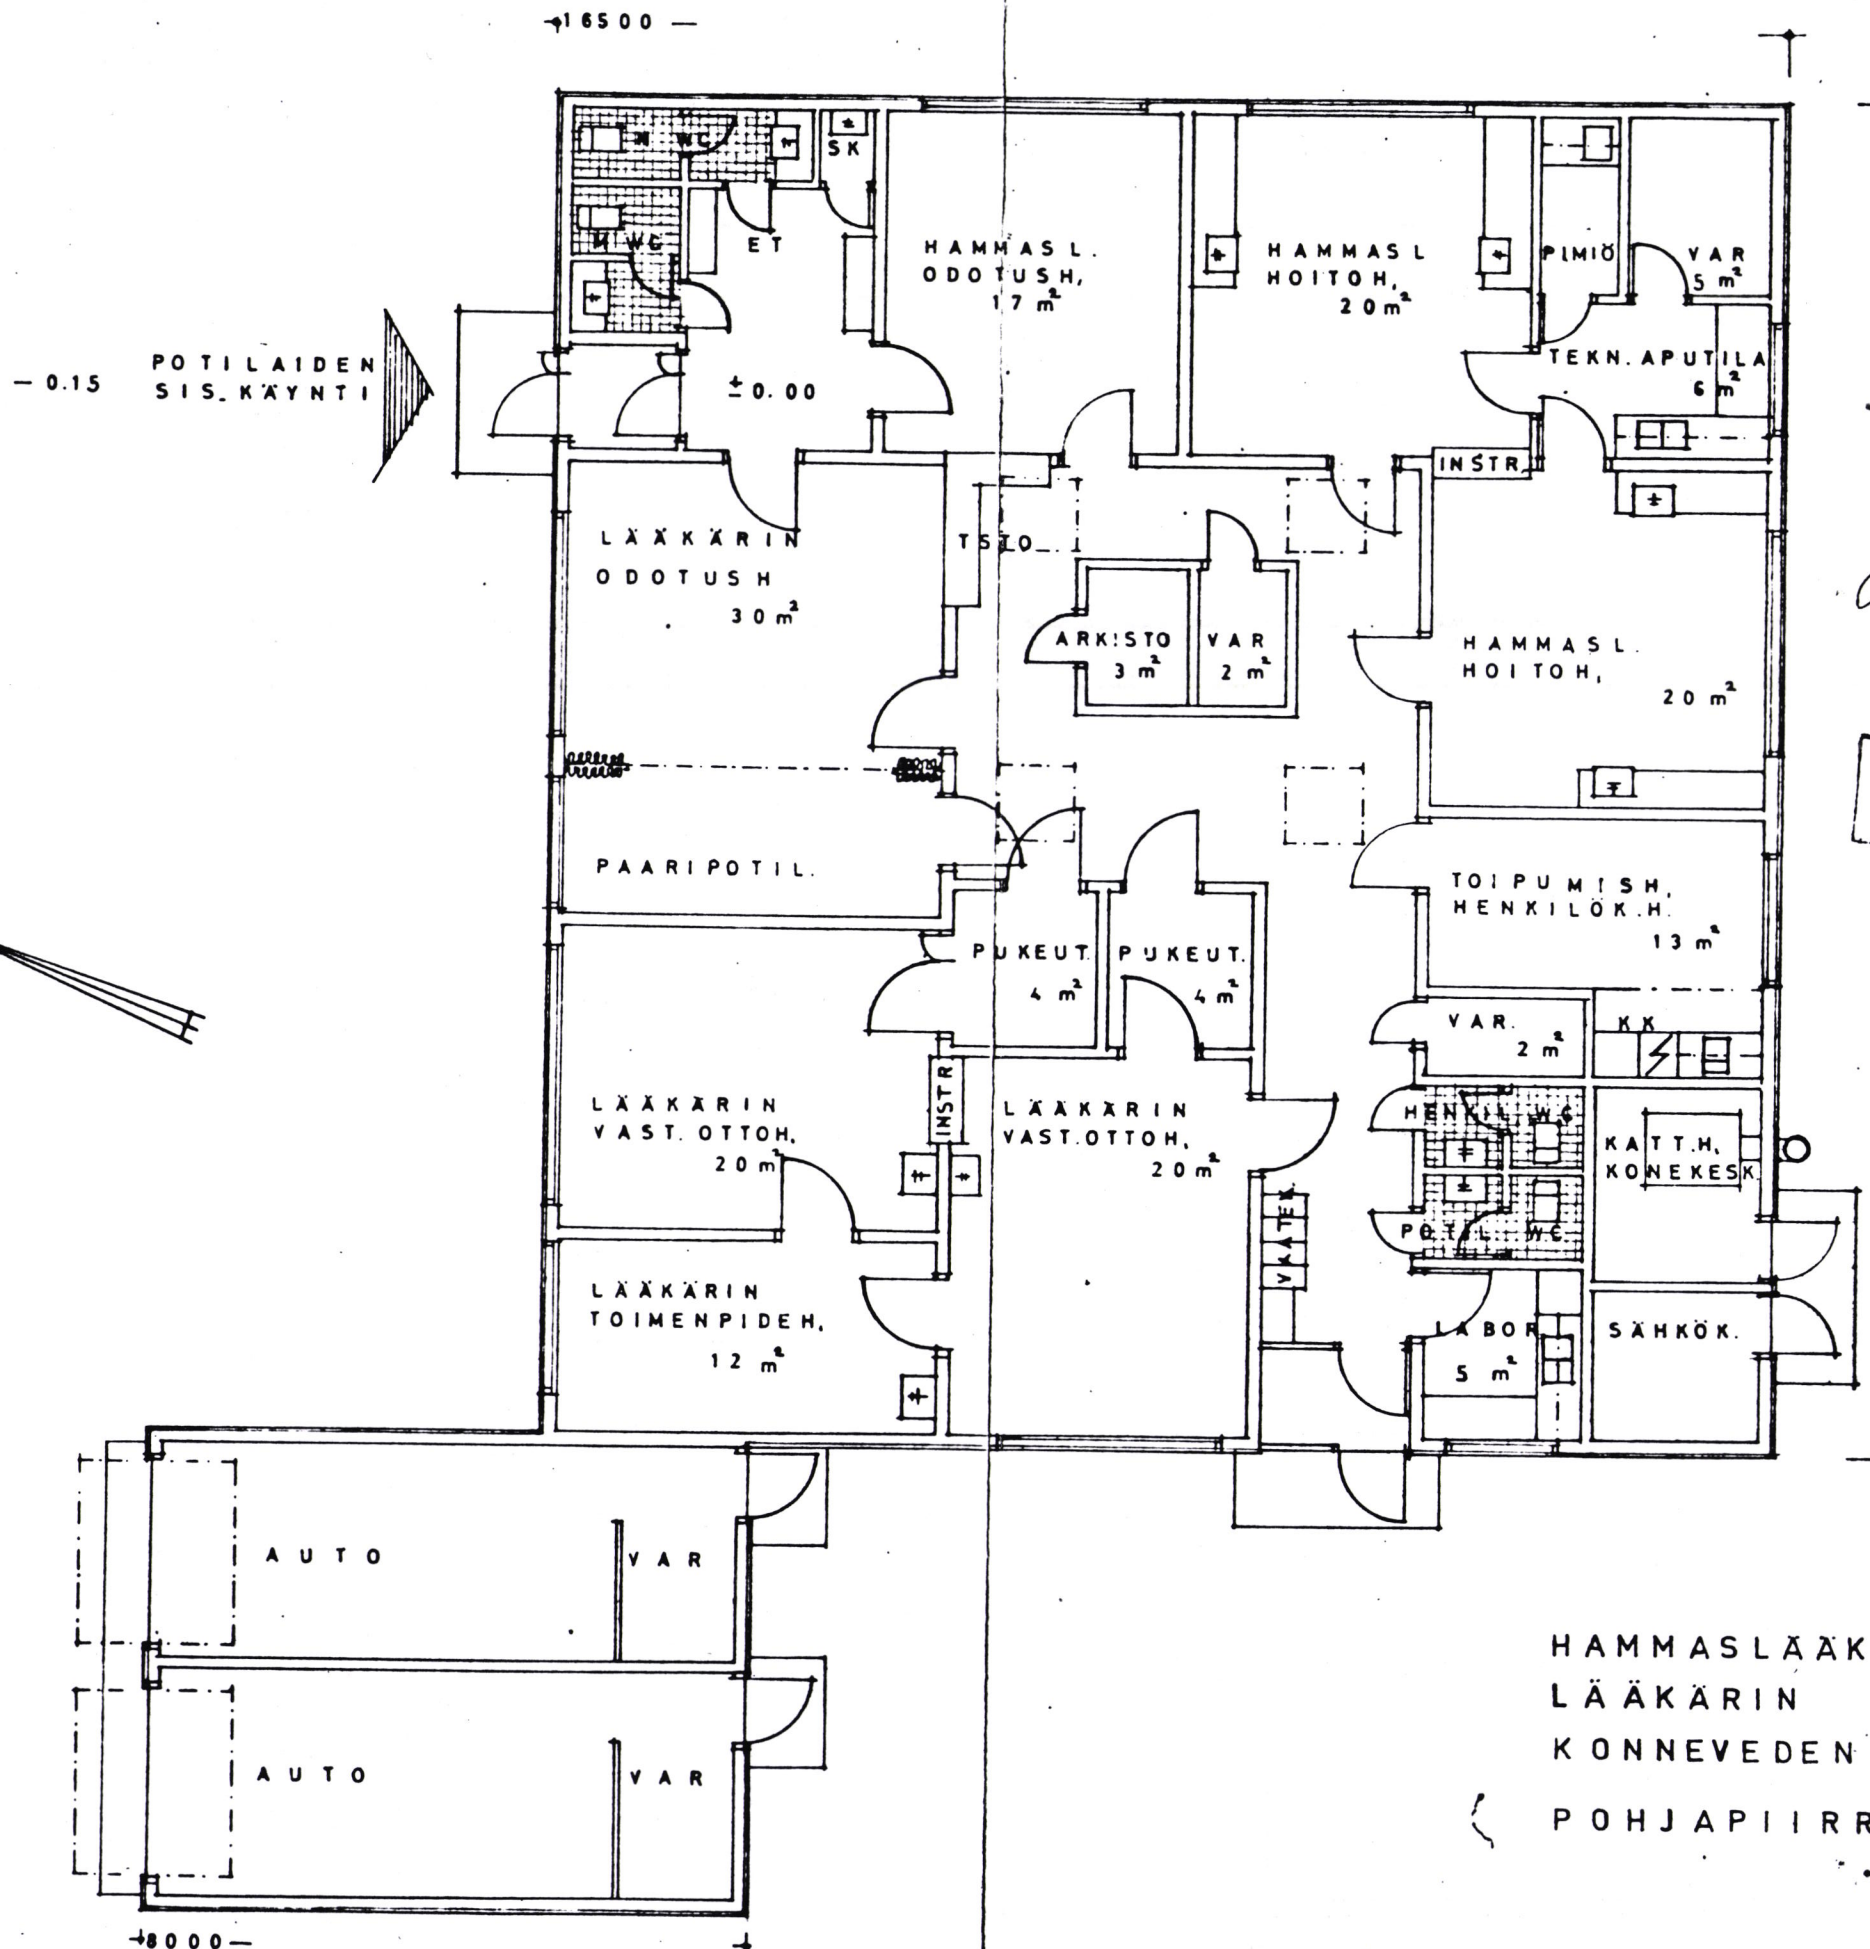 16500
N WC
SK
N WC
ET
HAMMASL.
ODOTUSH,
17 m²
HAMMASL
HOITOH,
20 m²
PIMIÖ
VAR
5 m²
POTILAIDEN
SIS. KÄYNTI
-0.15
±0.00
TEKN. APUTILA
6 m²
INSTR.
LÄÄKÄRIN
ODOTUSH
30 m²
TSTO
ARKISTO
3 m²
VAR
2 m²
HAMMASL.
HOITOH,
20 m²
PAARIPOTIL.
TOIPUMISH,
HENKILÖK.H.
13 m²
PUKEUT.
4 m²
PUKEUT.
4 m²
VAR.
2 m²
KK
LÄÄKÄRIN
VAST. OTTOH,
20 m²
INSTR
LÄÄKÄRIN
VAST. OTTOH,
20 m²
HENKIL WC
KATT.H,
KONEKESK
VAATEK.
POTIL. WC
LÄÄKÄRIN
TOIMENPIDEH,
12 m²
LABOR
5 m²
SÄHKÖK.
AUTO
VAR
AUTO
VAR
HAMMASLÄÄK
LÄÄKÄRIN
KONNEVEDEN
POHJAPIIRR
8000